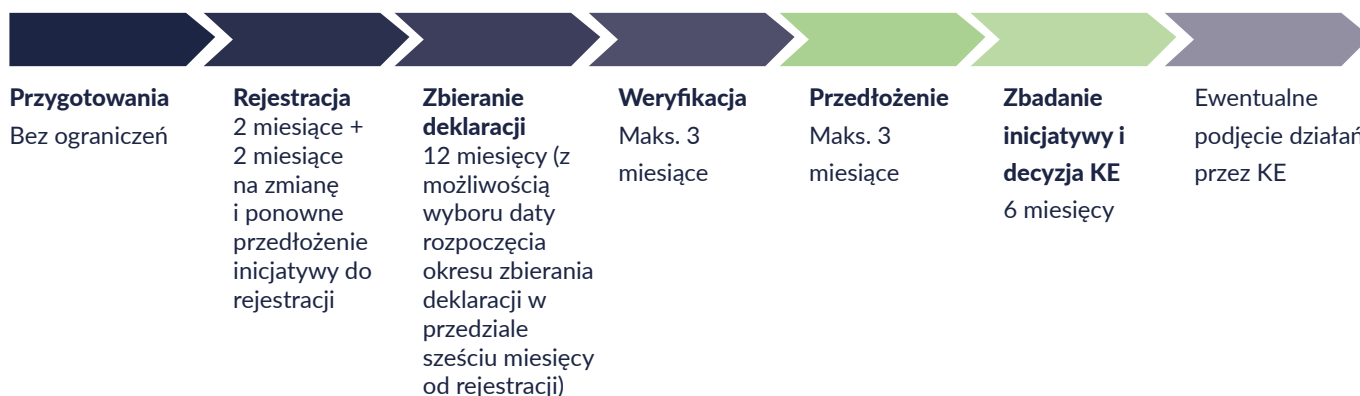 Przygotowania
Bez ograniczeń
Rejestracja
2 miesiące +
2 miesiące
na zmianę
i ponowne
przedłożenie
inicjatywy do
rejestracji
Zbieranie
deklaracji
12 miesięcy (z
możliwością
wyboru daty
rozpoczęcia
okresu zbierania
deklaracji w
przedziale
sześciu miesięcy
od rejestracji)
Weryfikacja
Maks. 3
miesiące
Przedłożenie
Maks. 3
miesiące
Zbadanie
inicjatywy i
decyzja KE
6 miesięcy
Ewentualne
podjęcie działań
przez KE